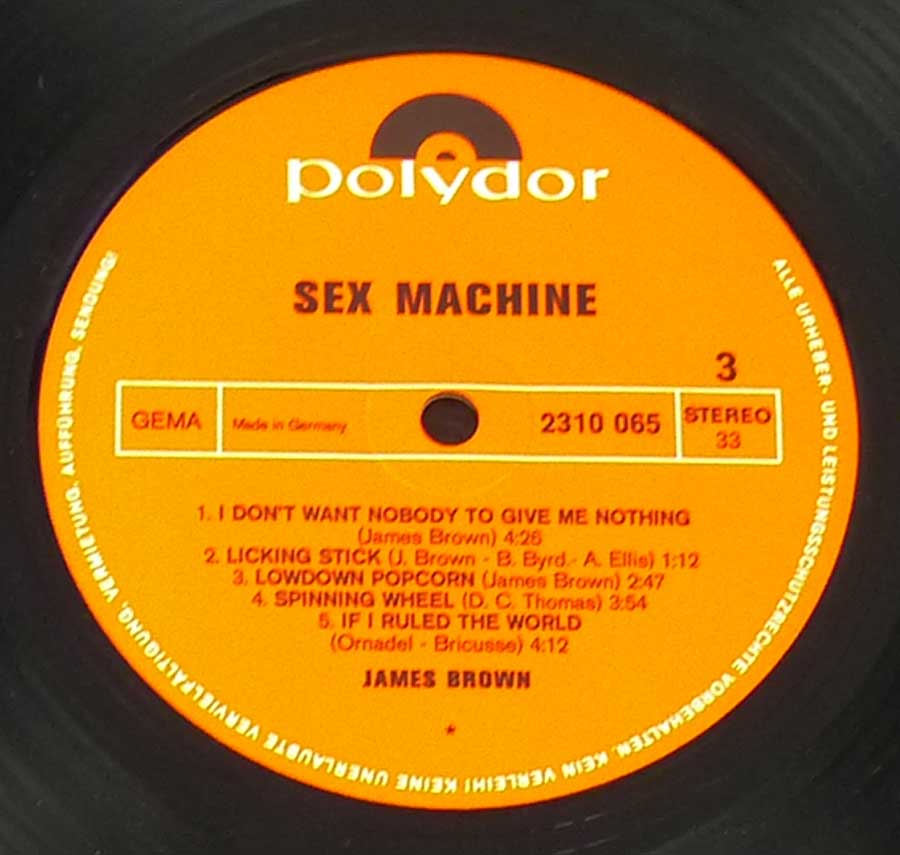 polydor
SEX MACHINE
3
GEMA
Made in Germany
2310 065
STEREO
33
1. I DON'T WANT NOBODY TO GIVE ME NOTHING
(James Brown) 4:26
2. LICKING STICK (J. Brown - B. Byrd.- A. Ellis) 1:12
3. LOWDOWN POPCORN (James Brown) 2:47
4. SPINNING WHEEL (D. C. Thomas) 3:54
5. IF I RULED THE WORLD
(Ornadel - Bricusse) 4:12
JAMES BROWN
*
ALLE URHEBER- UND LEISTUNGSSCHUTZRECHTE VORBEHALTEN. KEIN VERLEIH! KEINE UNERLAUBTE VERVIELFÄLTIGUNG, VERMIETUNG, AUFFÜHRUNG, SENDUNG!